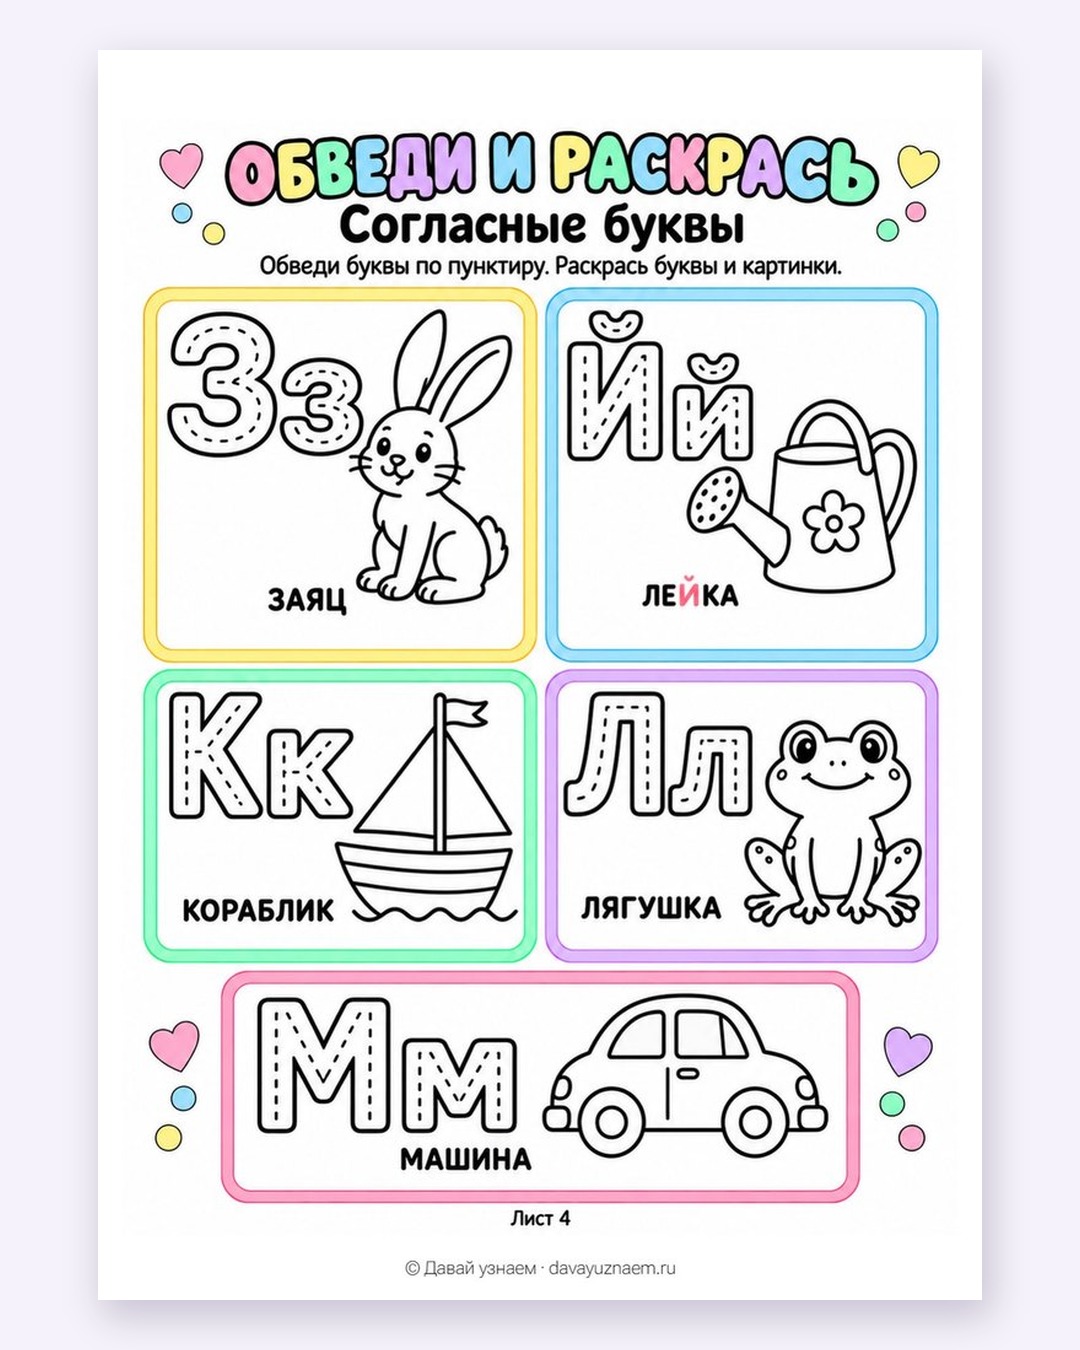 ОБВЕДИ И РАСКРАСЬ
Согласные буквы
Обведи буквы по пунктиру. Раскрась буквы и картинки.
Зз
ЗАЯЦ
Йй
ЛЕЙКА
Кк
КОРАБЛИК
Лл
ЛЯГУШКА
Мм
МАШИНА
Лист 4
© Давай узнаем · davayuznaem.ru